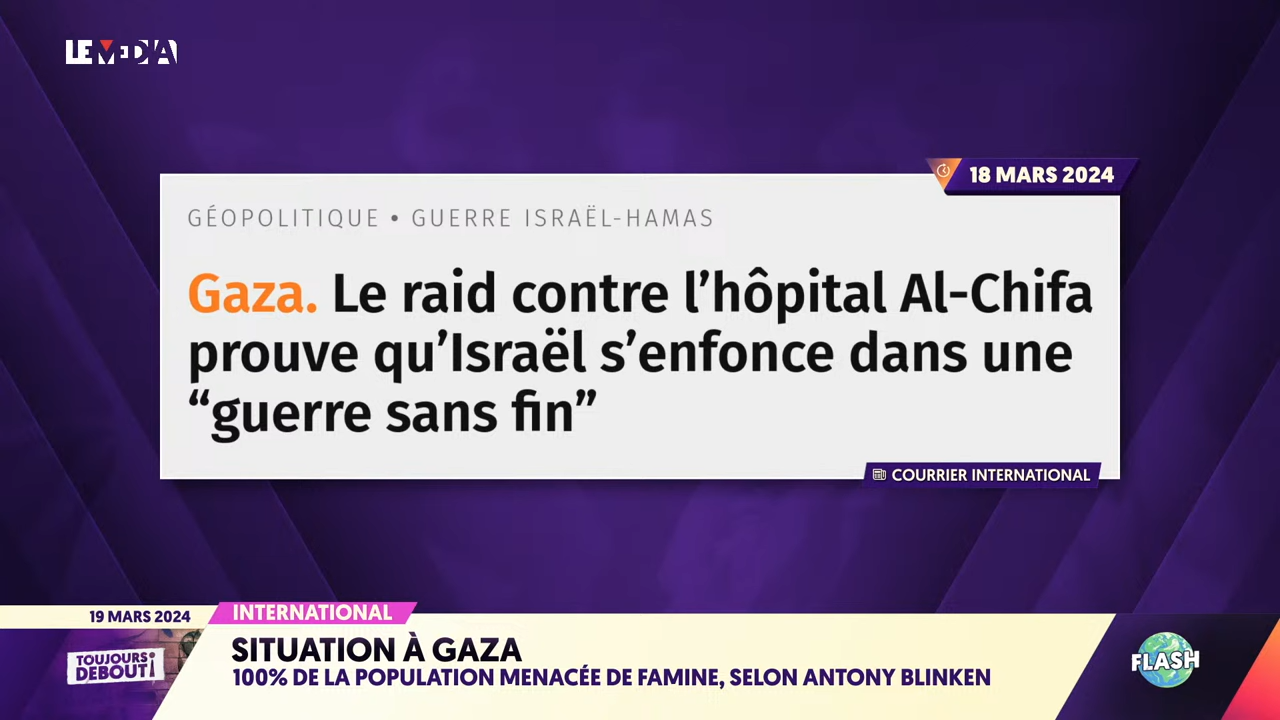 LE MEDIA
18 MARS 2024
GÉOPOLITIQUE • GUERRE ISRAËL-HAMAS
Gaza. Le raid contre l’hôpital Al-Chifa
prouve qu’Israël s’enfonce dans une
“guerre sans fin”
COURRIER INTERNATIONAL
19 MARS 2024
INTERNATIONAL
TOUJOURS
DEBOUT!
SITUATION À GAZA
100% DE LA POPULATION MENACÉE DE FAMINE, SELON ANTONY BLINKEN
FLASH